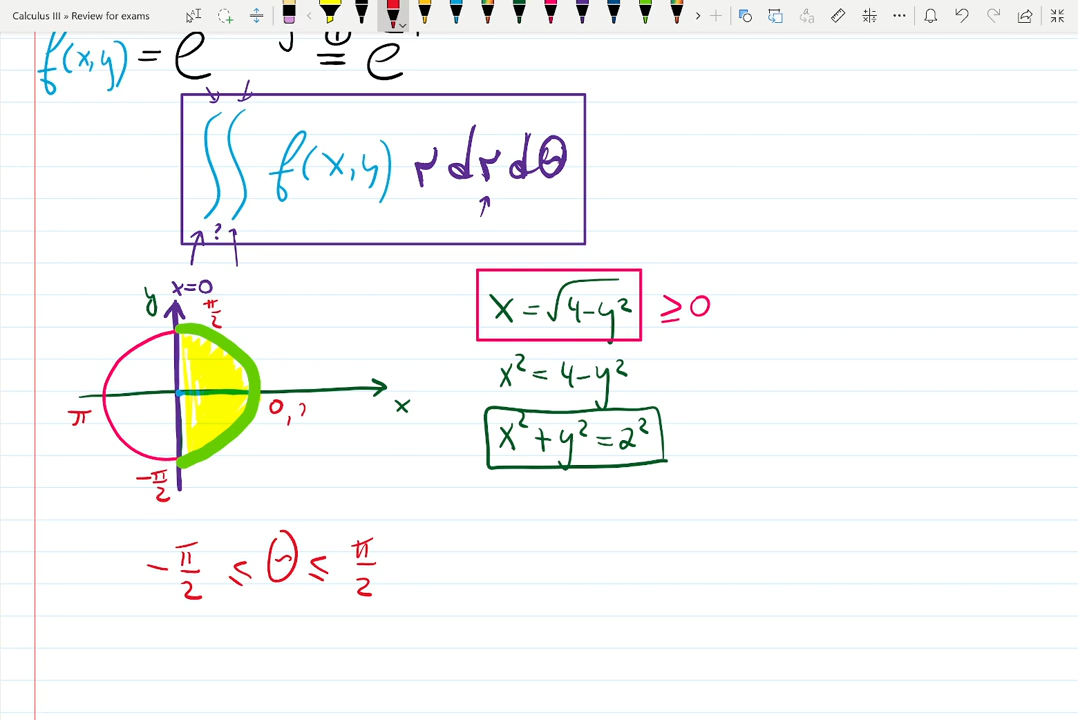 Calculus III » Review for exams
f(x,y) = e = e
∫∫ f(x,y) r dr dθ
?
x=0
y
π/2
x = √4-y² ≥ 0
x² = 4-y²
x
π
0,
x² + y² = 2²
-π/2
-π/2 ≤ θ ≤ π/2